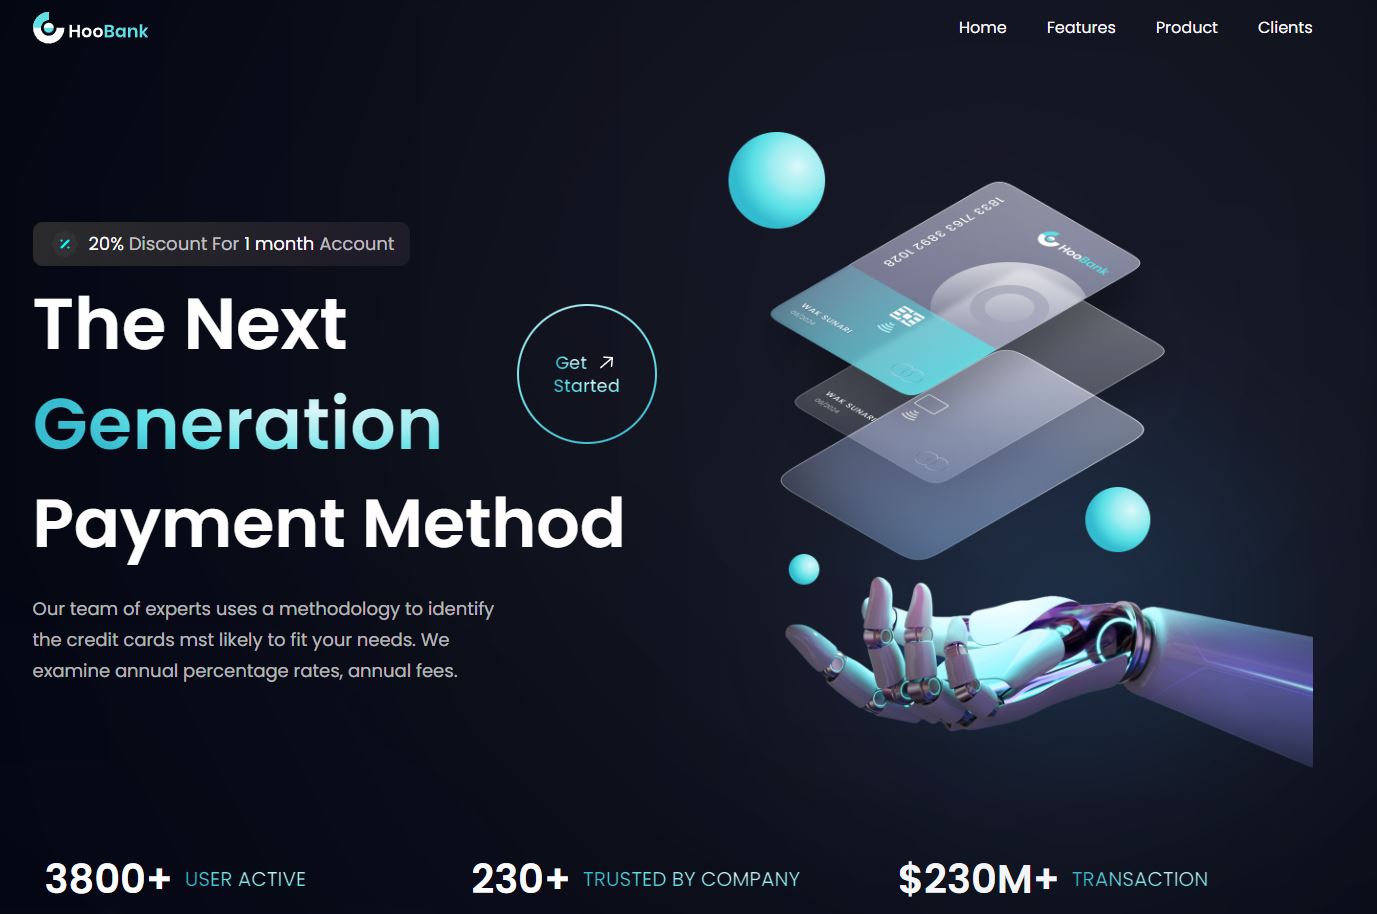 HooBank
Home
Features
Product
Clients
20% Discount For 1 month Account
The Next
Generation
Payment Method
Get
Started
Our team of experts uses a methodology to identify
the credit cards mst likely to fit your needs. We
examine annual percentage rates, annual fees.
1833 7163 3892 1028
HooBank
WAK SUNARI
06/2024
WAK SUNARI
06/2024
3800+ USER ACTIVE
230+ TRUSTED BY COMPANY
$230M+ TRANSACTION